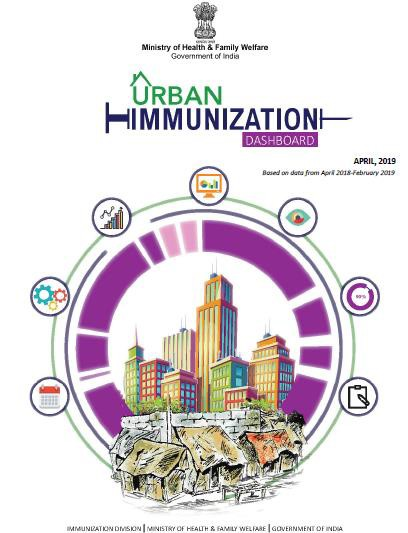 Ministry of Health & Family Welfare
Government of India
URBAN
IMMUNIZATION
DASHBOARD
APRIL, 2019
Based on data from April 2018-February 2019
90%
IMMUNIZATION DIVISION | MINISTRY OF HEALTH & FAMILY WELFARE | GOVERNMENT OF INDIA